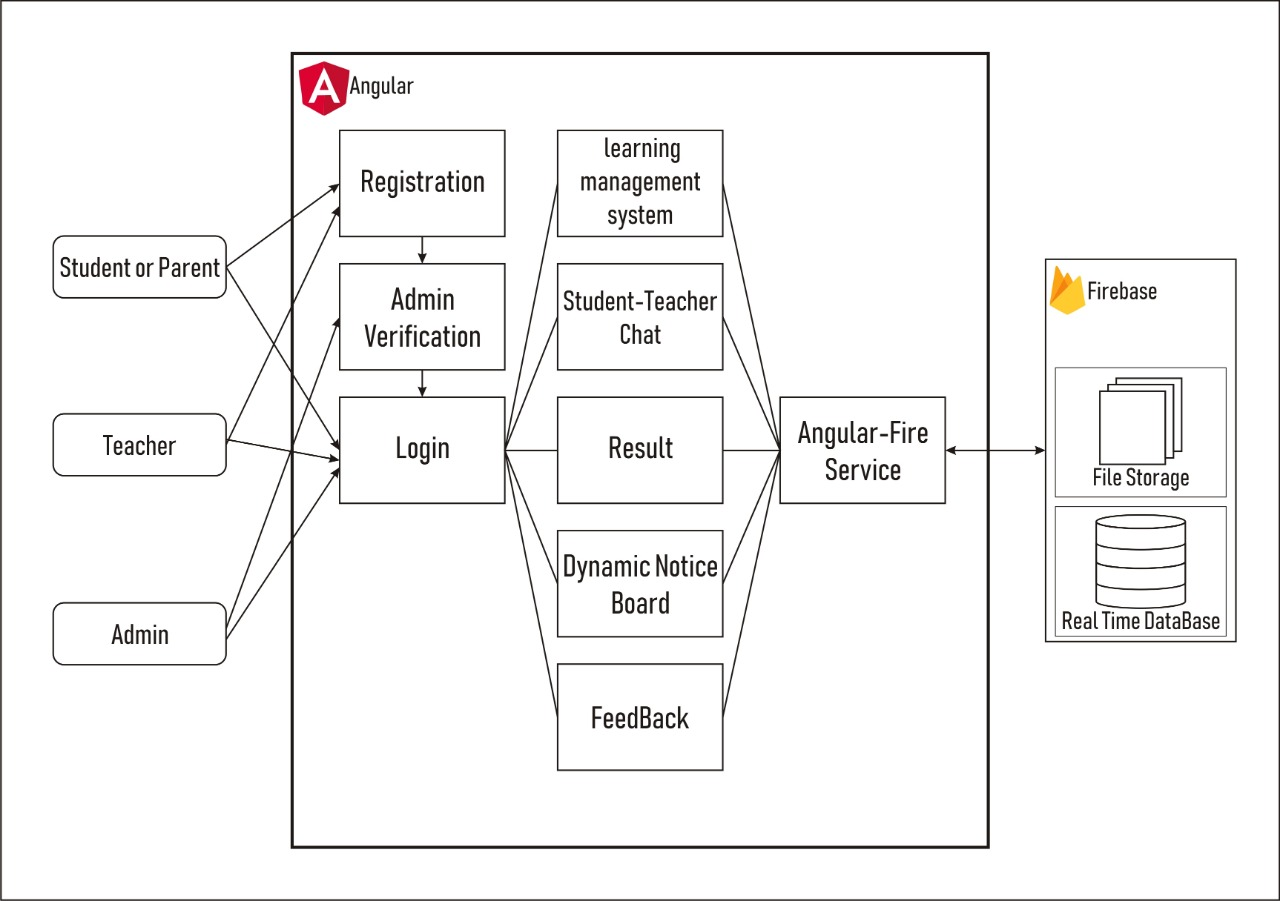 Angular
Registration
learning
management
system
Student or Parent
Admin
Verification
Student-Teacher
Chat
Firebase
Teacher
Login
Result
Angular-Fire
Service
File Storage
Dynamic Notice
Board
Real Time DataBase
Admin
FeedBack